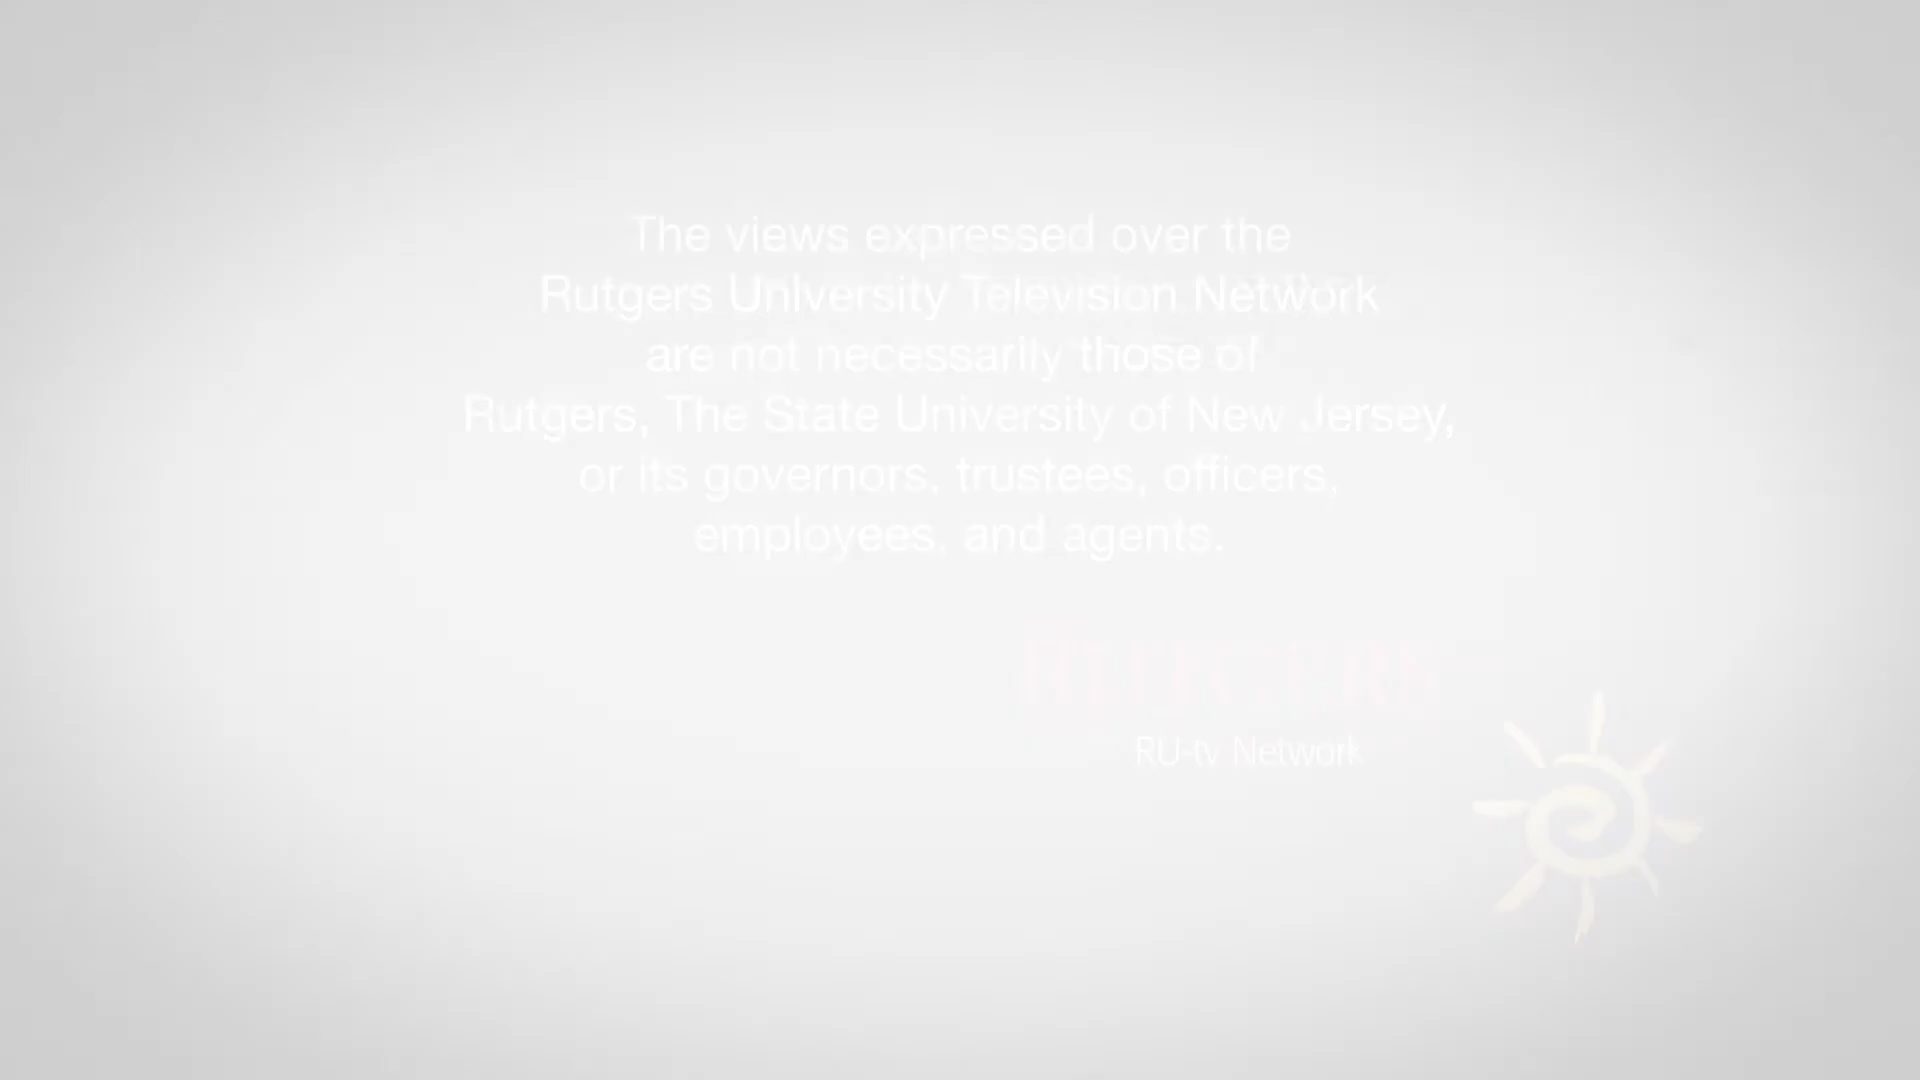 The views expressed over the
Rutgers University Television Network
are not necessarily those of
Rutgers, The State University of New Jersey,
or its governors, trustees, officers,
employees, and agents.
RUTGERS
RU-tv Network